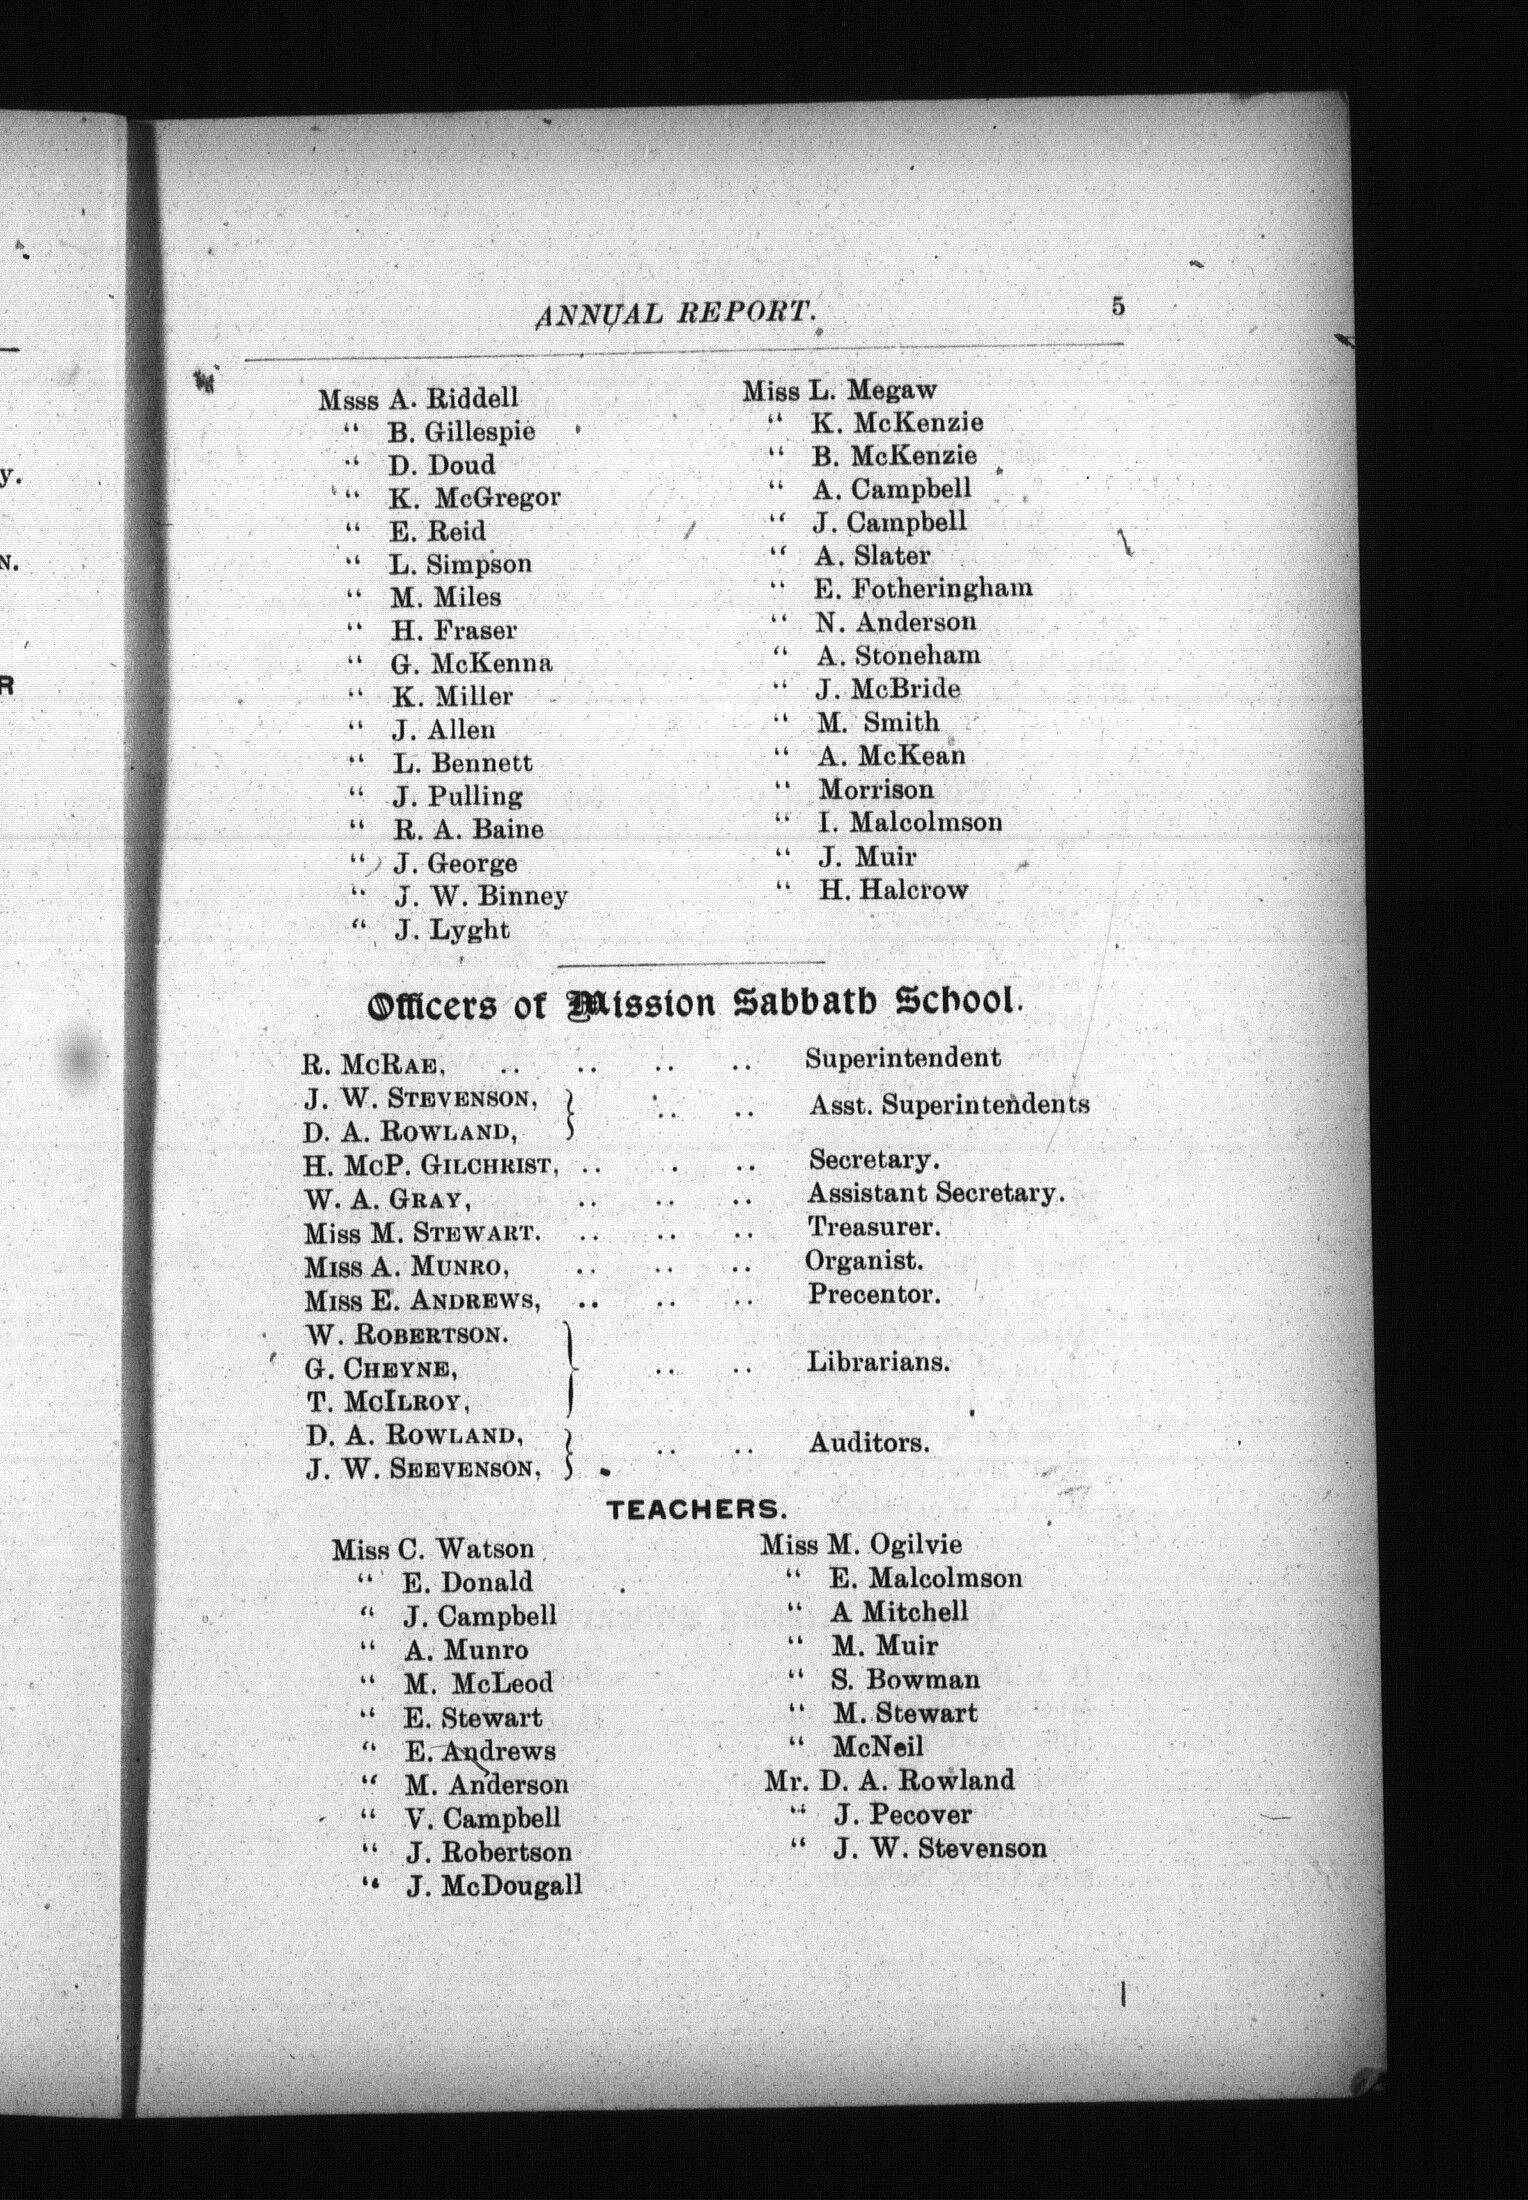 ANNUAL REPORT. 5
Msss A. Riddell
“ B. Gillespie
“ D. Doud
“ K. McGregor
“ E. Reid
“ L. Simpson
“ M. Miles
“ H. Fraser
“ G. McKenna
“ K. Miller
“ J. Allen
“ L. Bennett
“ J. Pulling
“ R. A. Baine
“ J. George
“ J. W. Binney
“ J. Lyght
Miss L. Megaw
“ K. McKenzie
“ B. McKenzie
“ A. Campbell
“ J. Campbell
“ A. Slater
“ E. Fotheringham
“ N. Anderson
“ A. Stoneham
“ J. McBride
“ M. Smith
“ A. McKean
“ Morrison
“ I. Malcolmson
“ J. Muir
“ H. Halcrow
Officers of Mission Sabbath School.
R. McRae, .. .. .. .. Superintendent
J. W. Stevenson,
D. A. Rowland, } .. .. Asst. Superintendents
H. McP. Gilchrist, .. . .. Secretary.
W. A. Gray, .. .. .. Assistant Secretary.
Miss M. Stewart. .. .. .. Treasurer.
Miss A. Munro, .. .. .. Organist.
Miss E. Andrews, .. .. .. Precentor.
W. Robertson.
G. Cheyne, } .. .. Librarians.
T. McIlroy,
D. A. Rowland,
J. W. Seevenson, } .. .. Auditors.
TEACHERS.
Miss C. Watson
“ E. Donald
“ J. Campbell
“ A. Munro
“ M. McLeod
“ E. Stewart
“ E. Andrews
“ M. Anderson
“ V. Campbell
“ J. Robertson
“ J. McDougall
Miss M. Ogilvie
“ E. Malcolmson
“ A Mitchell
“ M. Muir
“ S. Bowman
“ M. Stewart
“ McNeil
Mr. D. A. Rowland
“ J. Pecover
“ J. W. Stevenson